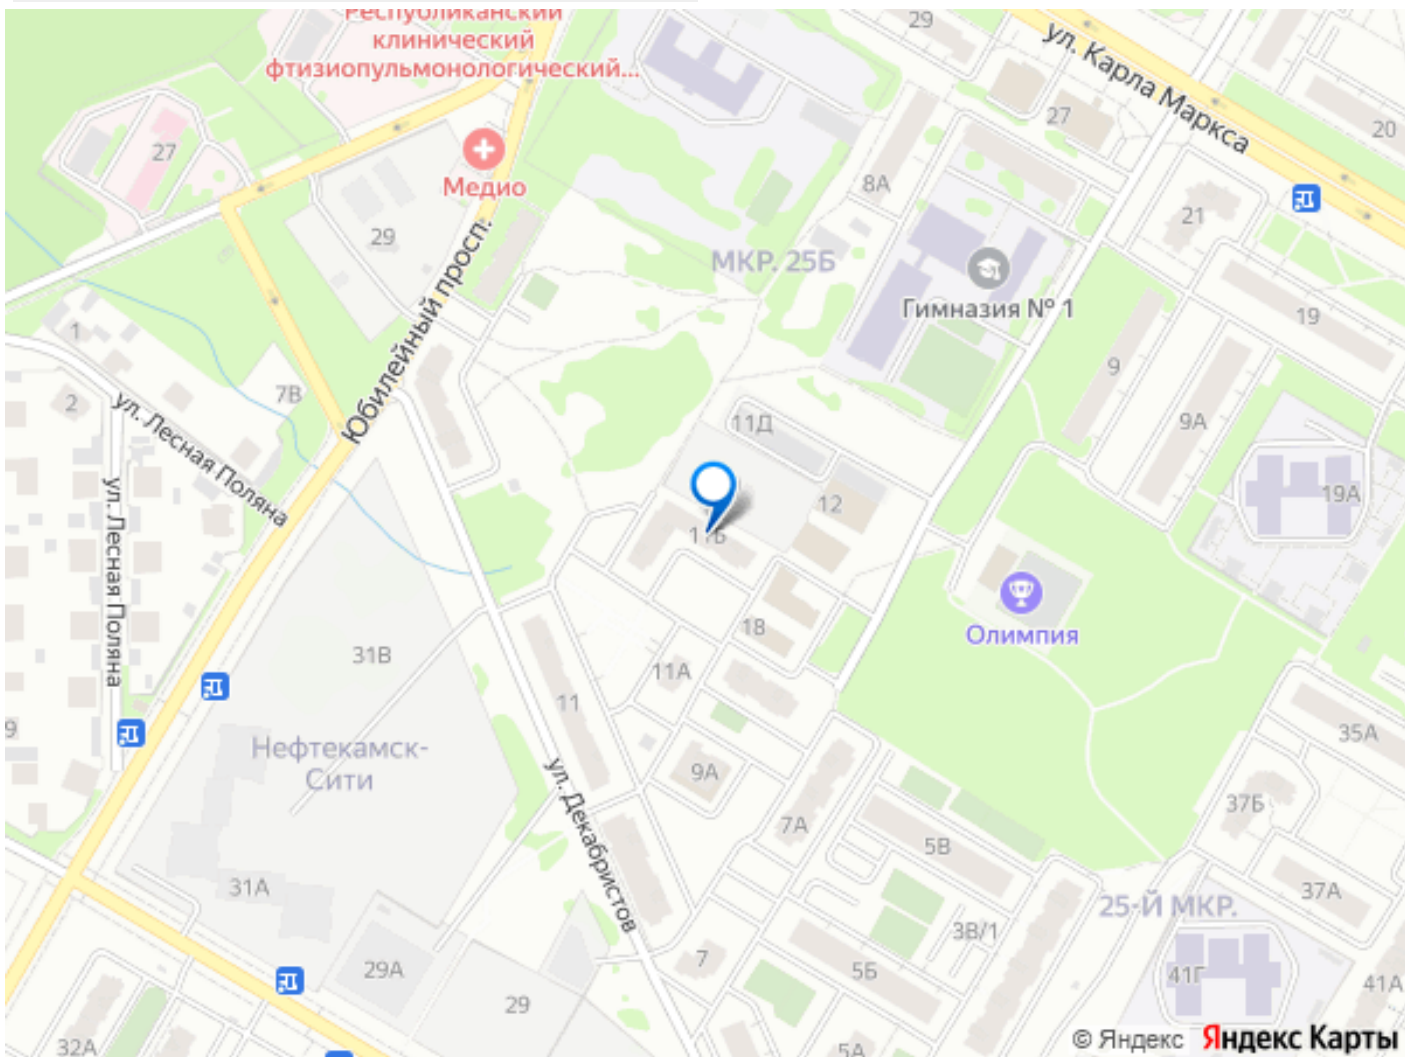 Республиканский
клинический
фтизиопульмонологический...
29
ул. Карла Маркса
27
20
27
Медио
8А
21
29
МКР. 25Б
Гимназия № 1
Юбилейный просп.
1
19
7В
9
2
ул. Лесная Поляна
11Д
9А
ул. Лесная Поляна
12
19А
11Б
18
Олимпия
31В
11А
11
9
35А
Нефтекамск-
Сити
9А
ул. Декабристов
37Б
7А
5В
31А
37А
25-Й МКР.
3В/1
7
29А
5Б
41Г
41А
29
32А
5А
© Яндекс Яндекс Карты